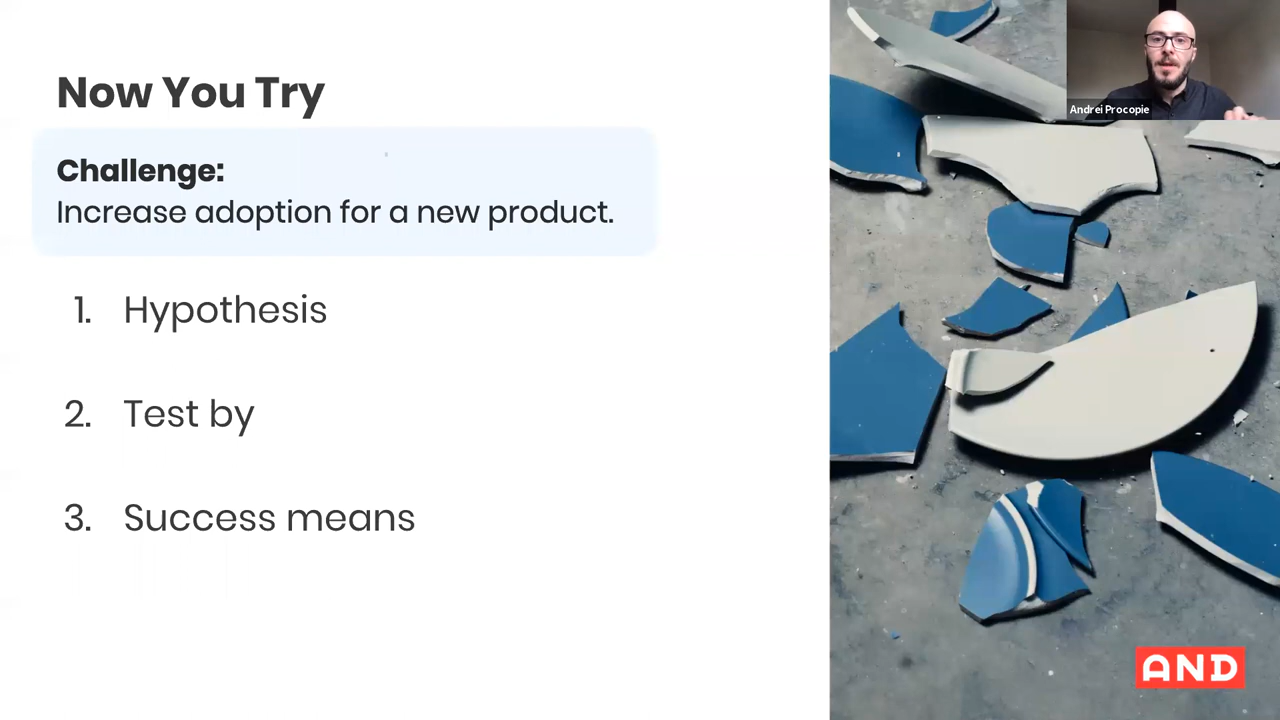 Now You Try
Challenge:
Increase adoption for a new product.
1. Hypothesis
2. Test by
3. Success means
Andrei Procopie
AND